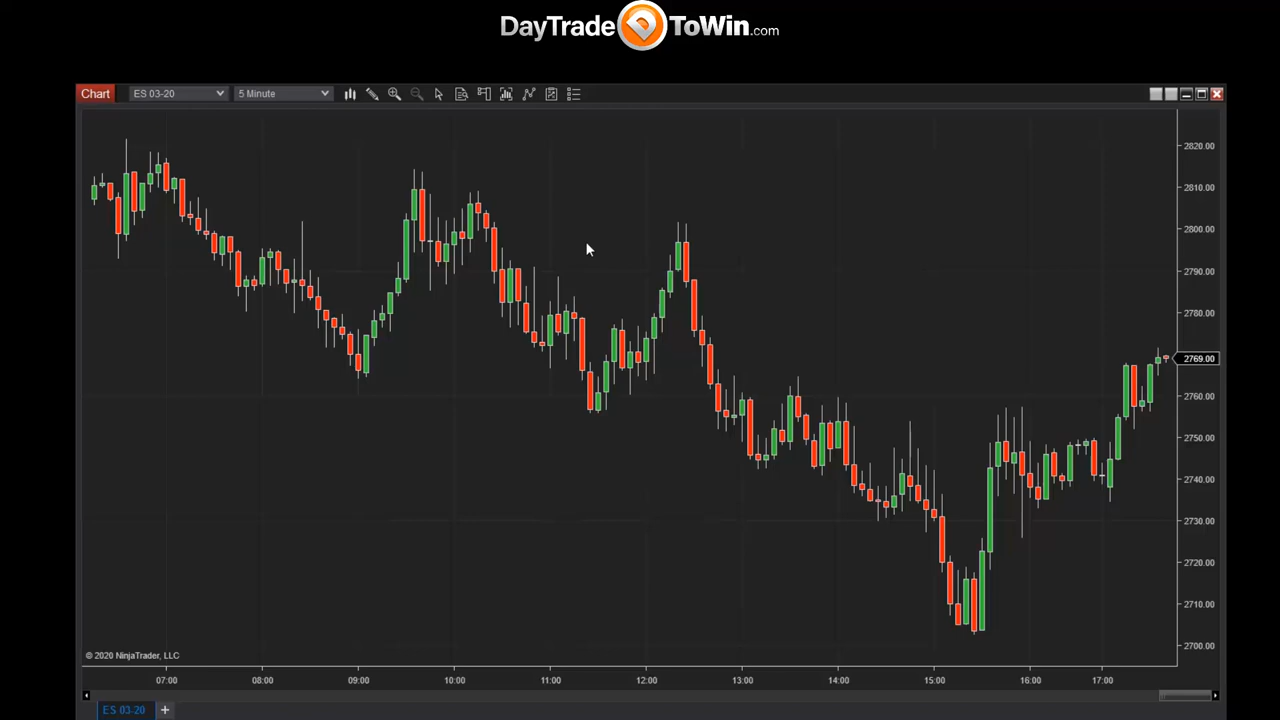 DayTradeToWin.com
Chart ES 03-20 5 Minute
2820.00
2810.00
2800.00
2790.00
2780.00
2769.00
2760.00
2750.00
2740.00
2730.00
2720.00
2710.00
2700.00
© 2020 NinjaTrader, LLC
07:00 08:00 09:00 10:00 11:00 12:00 13:00 14:00 15:00 16:00 17:00
ES 03-20 +